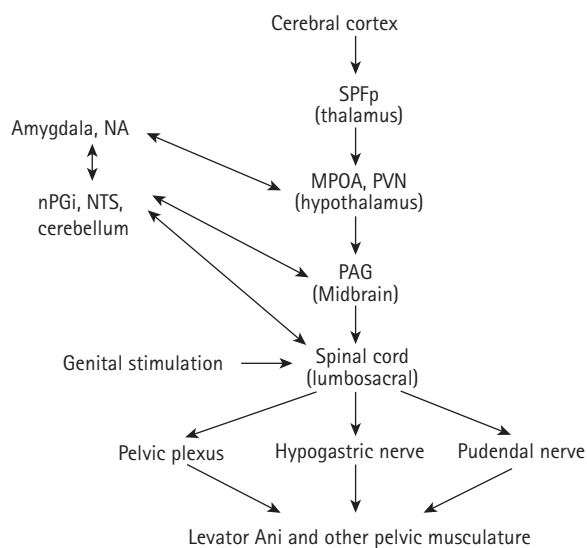 Cerebral cortex
SPFp
(thalamus)
Amygdala, NA
MPOA, PVN
(hypothalamus)
nPGi, NTS,
cerebellum
PAG
(Midbrain)
Genital stimulation
Spinal cord
(lumbosacral)
Pelvic plexus
Hypogastric nerve
Pudendal nerve
Levator Ani and other pelvic musculature